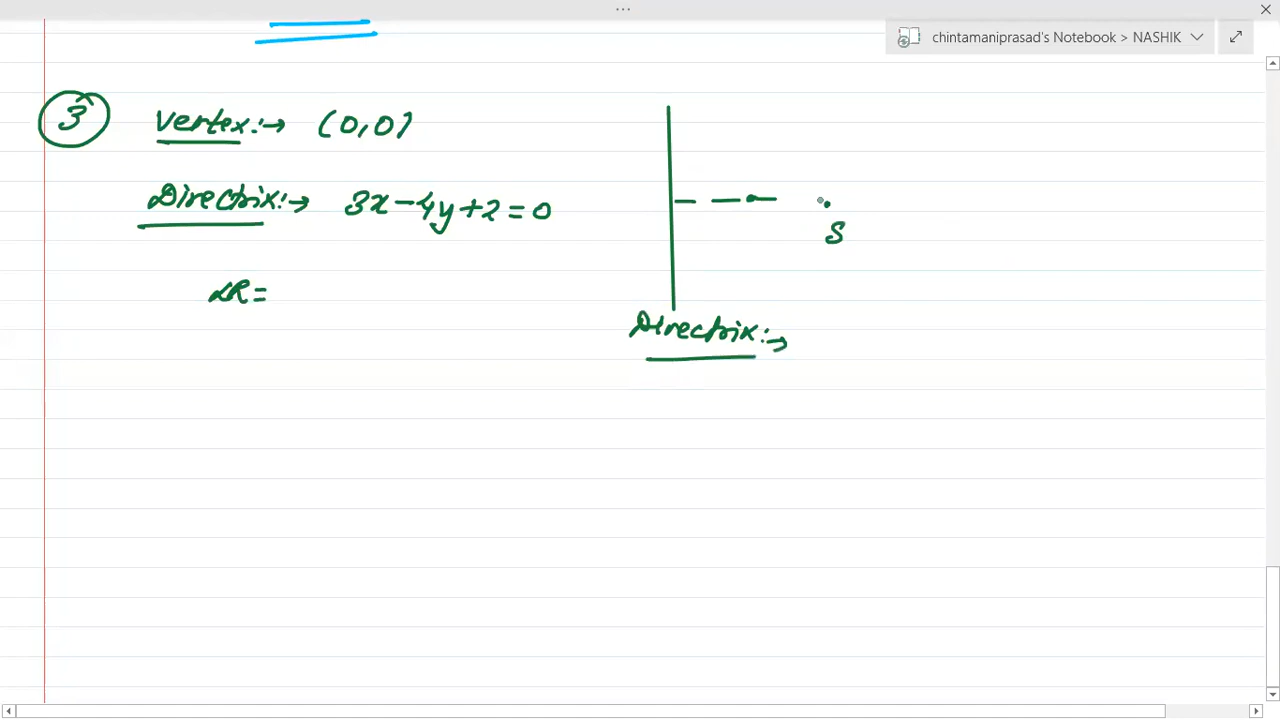 ...
chintamaniprasad's Notebook > NASHIK
3 Vertex:→ (0,0)
Directrix:→ 3x-4y+2=0
LR=
S
Directrix:→